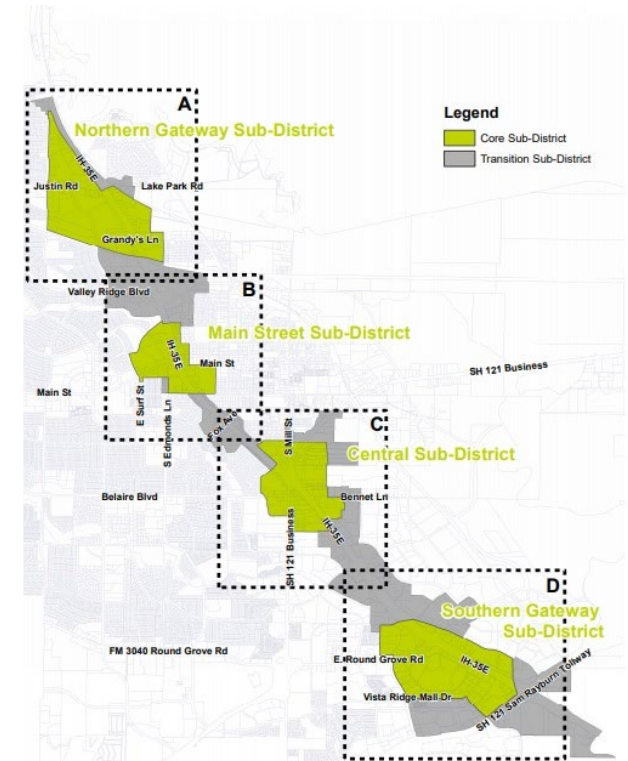 A
Northern Gateway Sub-District
Legend
Core Sub-District
Transition Sub-District
IH-35E
Justin Rd
Lake Park Rd
Grandy's Ln
Valley Ridge Blvd
B
Main Street Sub-District
IH-35E
Main St
SH 121 Business
Main St
E Surf St
S Edmonds Ln
Fox Ave
C
S Mill St
Central Sub-District
Belaire Blvd
Bennet Ln
SH 121 Business
IH-35E
D
Southern Gateway
Sub-District
FM 3040 Round Grove Rd
E. Round Grove Rd
IH-35E
Vista Ridge Mall Dr
SH 121 Sam Rayburn Tollway